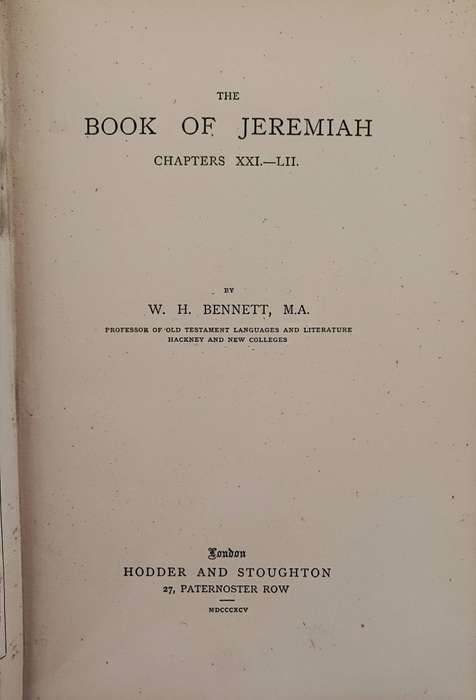 THE
BOOK OF JEREMIAH
CHAPTERS XXI.—LII.
BY
W. H. BENNETT, M.A.
PROFESSOR OF OLD TESTAMENT LANGUAGES AND LITERATURE
HACKNEY AND NEW COLLEGES
London
HODDER AND STOUGHTON
27, PATERNOSTER ROW
MDCCCXCV